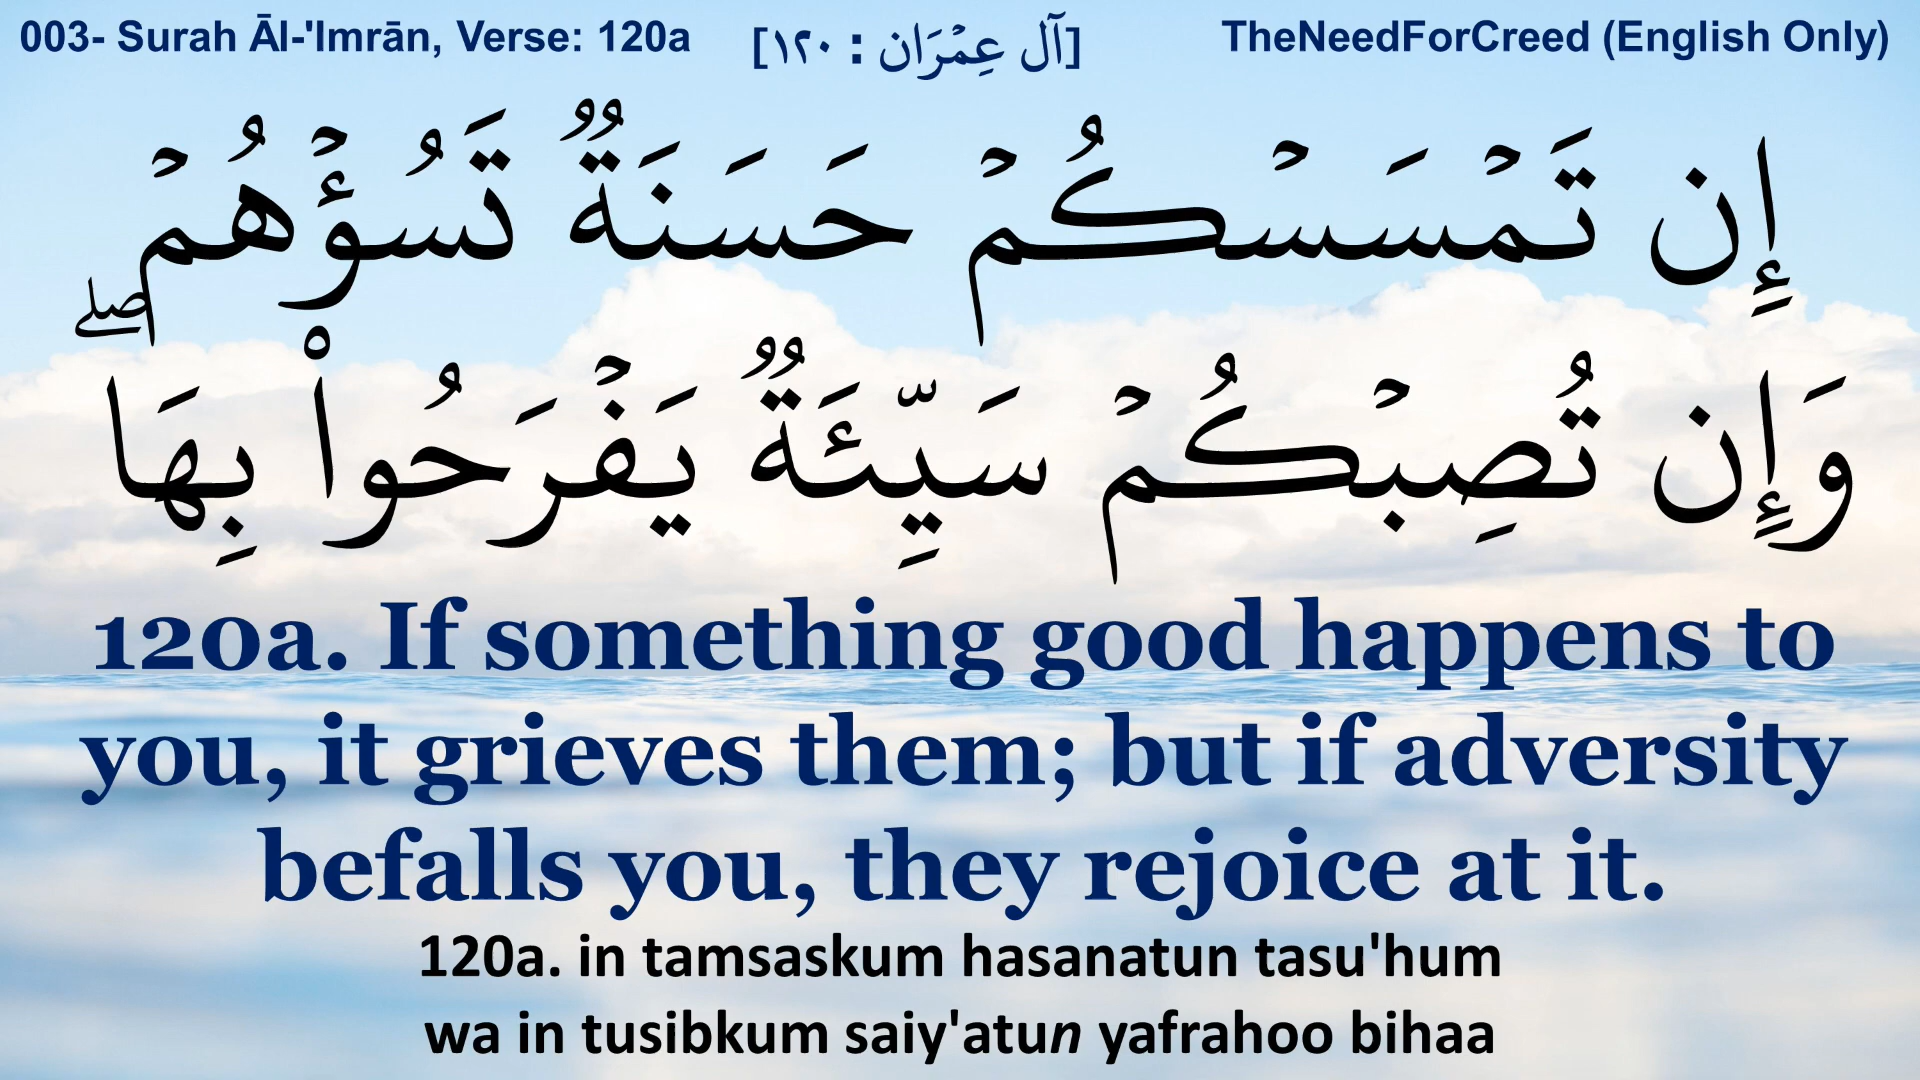 003- Surah Āl-'Imrān, Verse: 120a
[آل عِمۡرَان : ١٢٠]
TheNeedForCreed (English Only)
إِن تَمۡسَسۡكُمۡ حَسَنَةٌ تَسُؤۡهُمۡ
وَإِن تُصِبۡكُمۡ سَيِّئَةٌ يَفۡرَحُواْ بِهَاۖ
120a. If something good happens to
you, it grieves them; but if adversity
befalls you, they rejoice at it.
120a. in tamsaskum hasanatun tasu'hum
wa in tusibkum saiy'atun yafrahoo bihaa